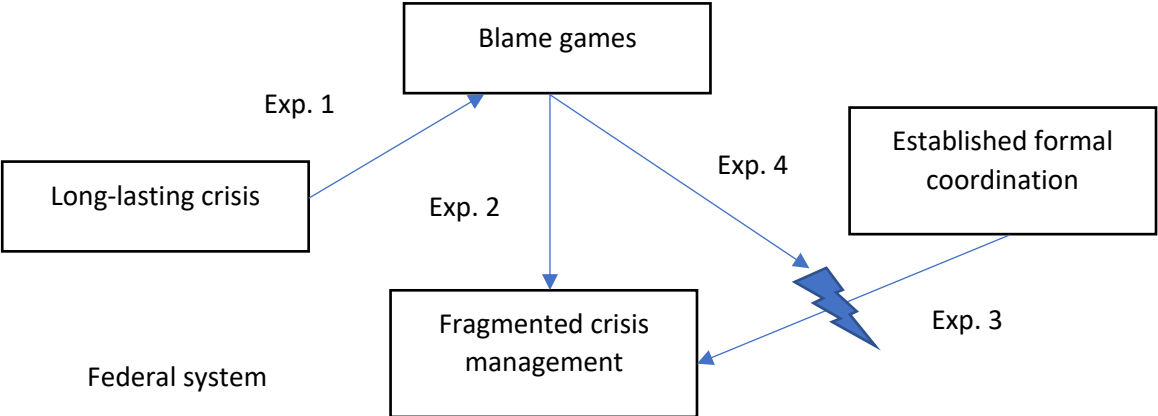 Blame games
Exp. 1
Established formal
coordination
Exp. 4
Long-lasting crisis
Exp. 2
Fragmented crisis
management
Exp. 3
Federal system